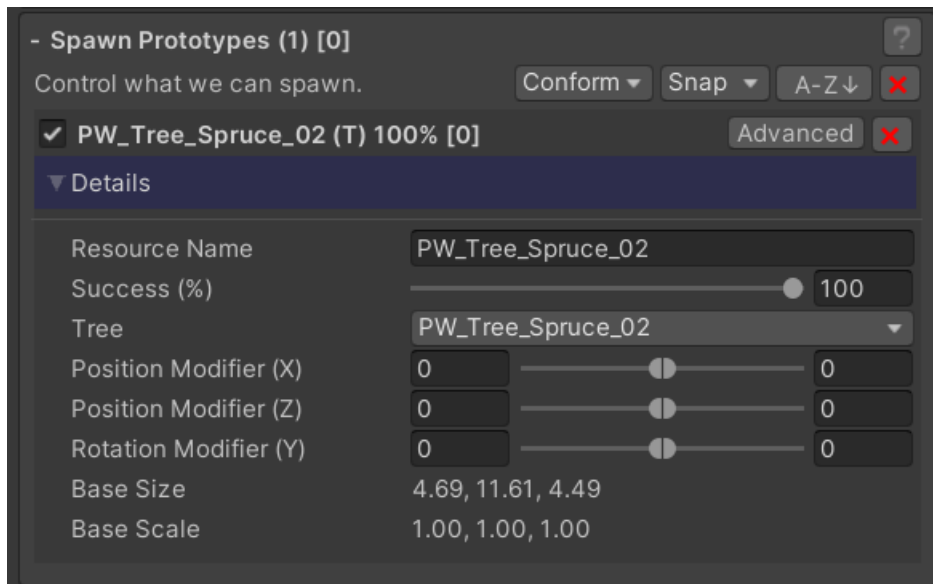 - Spawn Prototypes (1) [0] ?
Control what we can spawn. Conform Snap A-Z↓
PW_Tree_Spruce_02 (T) 100% [0] Advanced
Details
Resource Name PW_Tree_Spruce_02
Success (%) 100
Tree PW_Tree_Spruce_02
Position Modifier (X) 0 0
Position Modifier (Z) 0 0
Rotation Modifier (Y) 0 0
Base Size 4.69, 11.61, 4.49
Base Scale 1.00, 1.00, 1.00